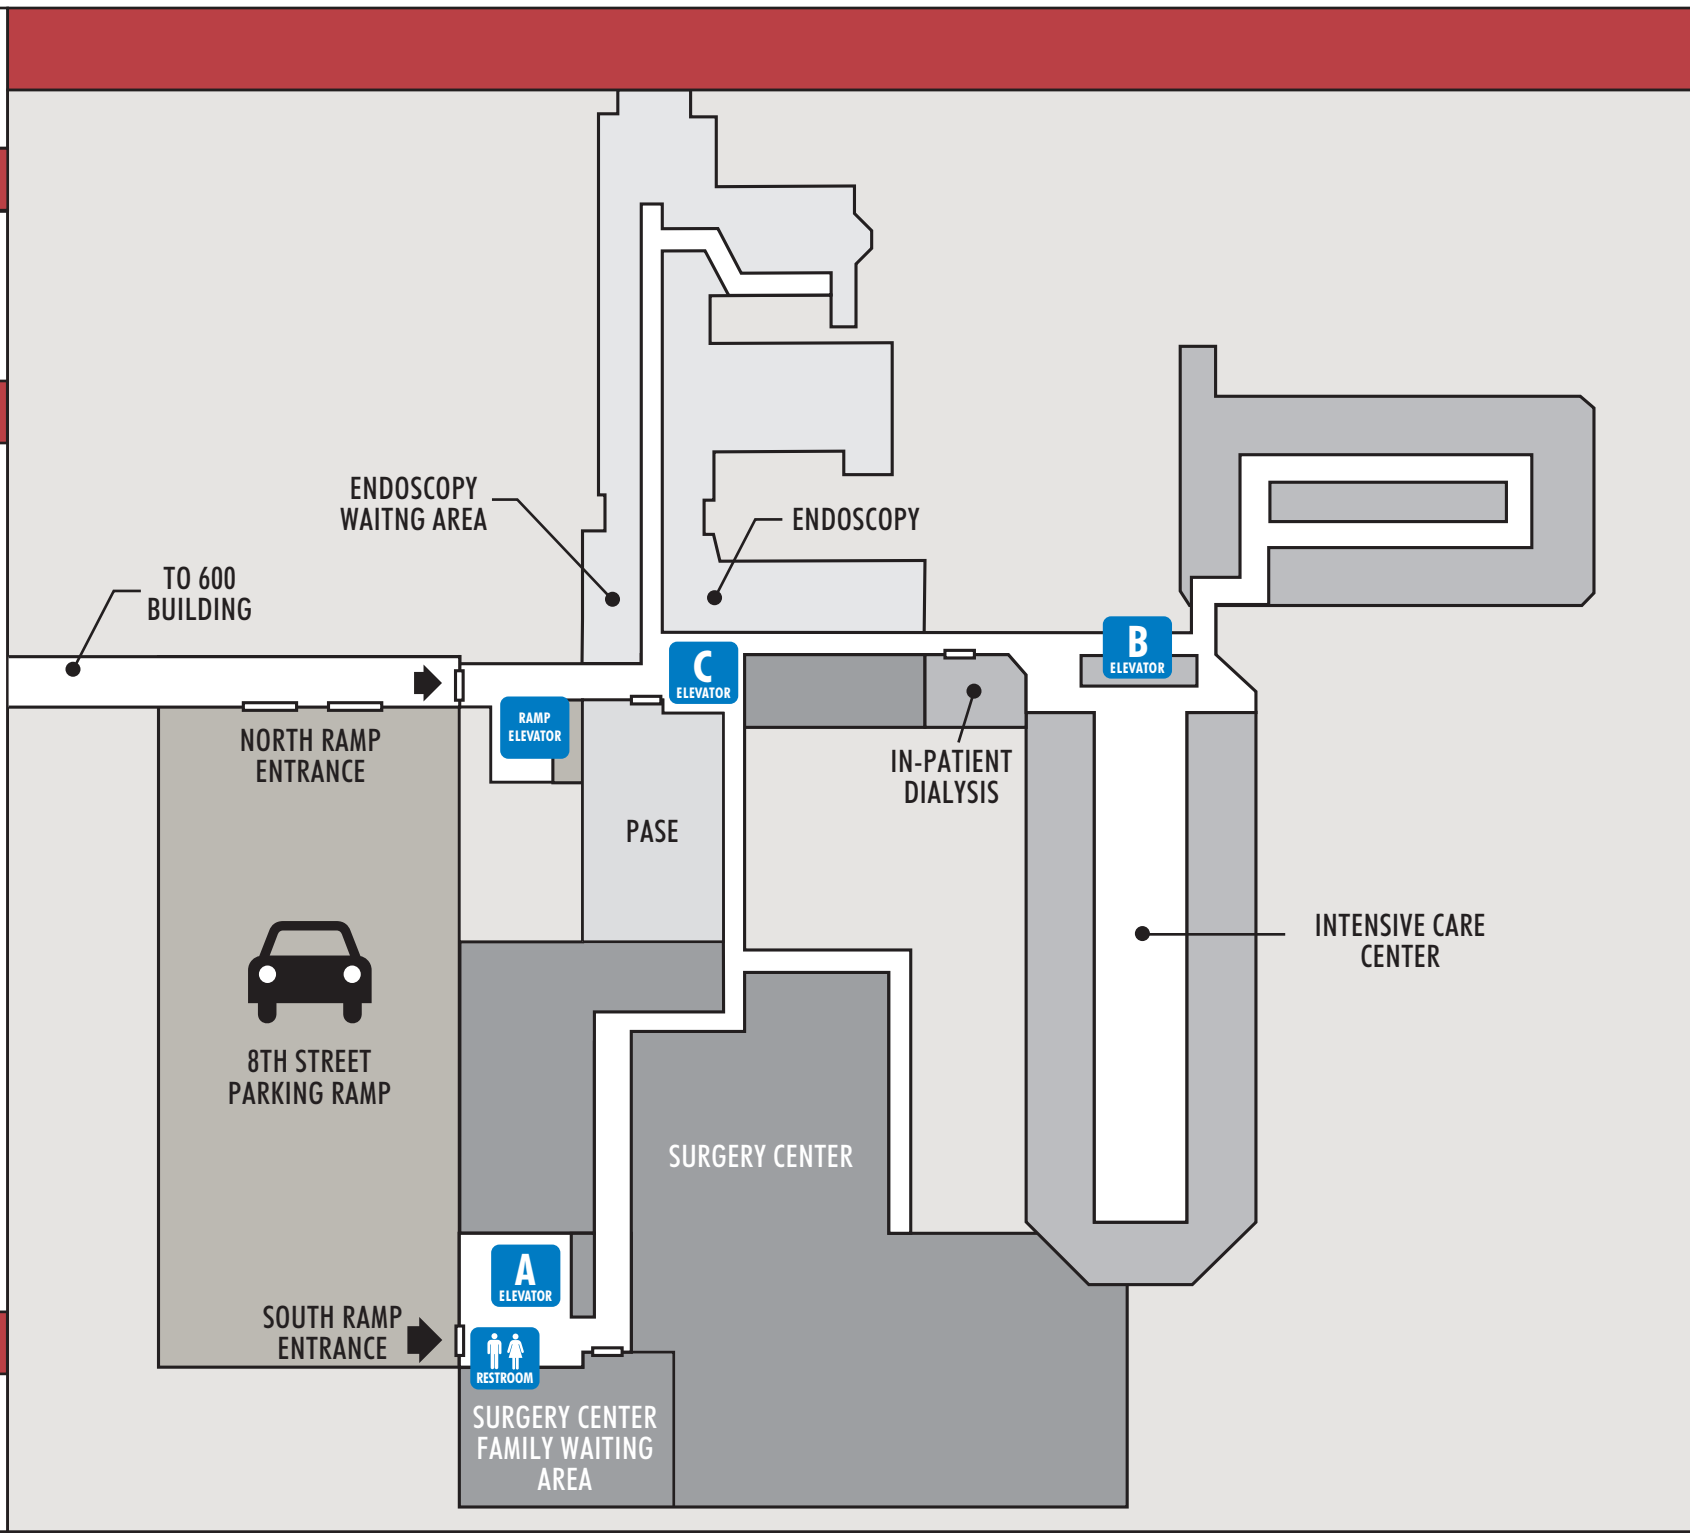 ENDOSCOPY
WAITNG AREA
ENDOSCOPY
TO 600
BUILDING
C
ELEVATOR
B
ELEVATOR
RAMP
ELEVATOR
NORTH RAMP
ENTRANCE
IN-PATIENT
DIALYSIS
PASE
INTENSIVE CARE
CENTER
8TH STREET
PARKING RAMP
SURGERY CENTER
A
ELEVATOR
SOUTH RAMP
ENTRANCE
RESTROOM
SURGERY CENTER
FAMILY WAITING
AREA